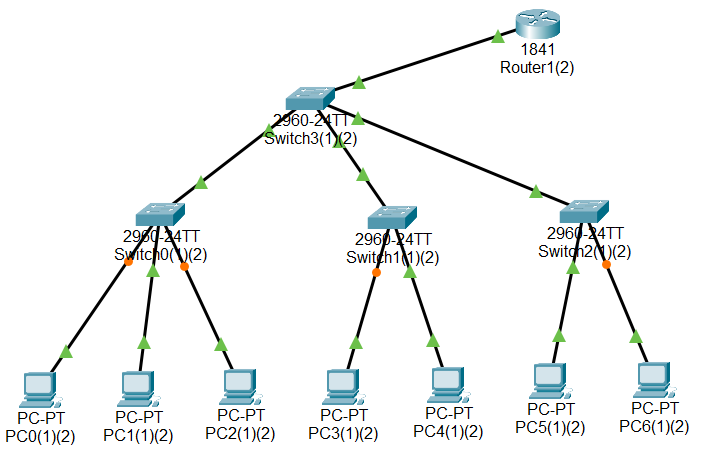 1841
Router1(2)
2960-24TT
Switch3(1)(2)
2960-24TT
Switch0(1)(2)
2960-24TT
Switch1(1)(2)
2960-24TT
Switch2(1)(2)
PC-PT
PC0(1)(2)
PC-PT
PC1(1)(2)
PC-PT
PC2(1)(2)
PC-PT
PC3(1)(2)
PC-PT
PC4(1)(2)
PC-PT
PC5(1)(2)
PC-PT
PC6(1)(2)